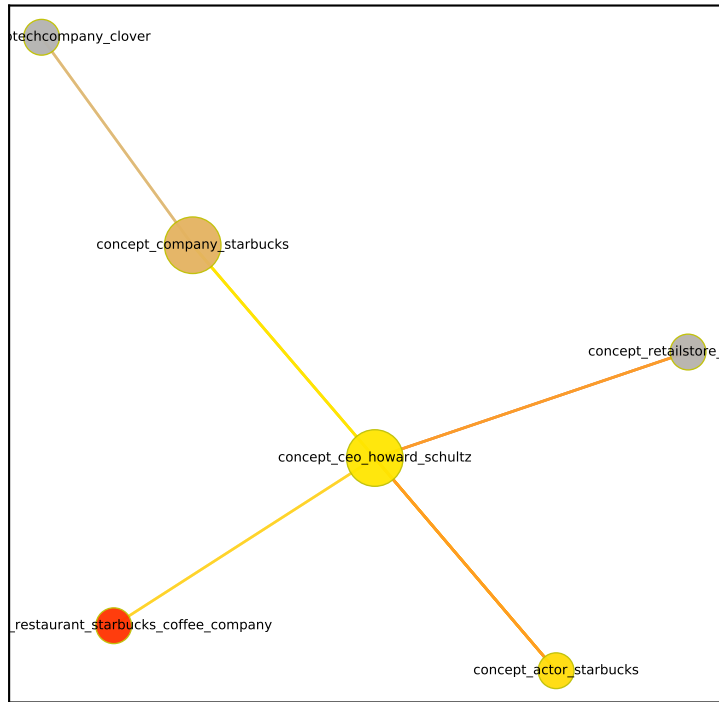 otechcompany_clover
concept_company_starbucks
concept_retailstore_
concept_ceo_howard_schultz
_restaurant_starbucks_coffee_company
concept_actor_starbucks